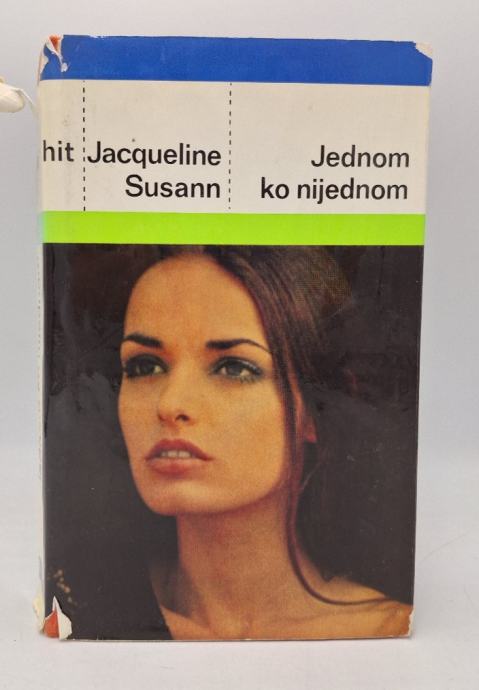 hit
Jacqueline
Susann
Jednom
ko nijednom